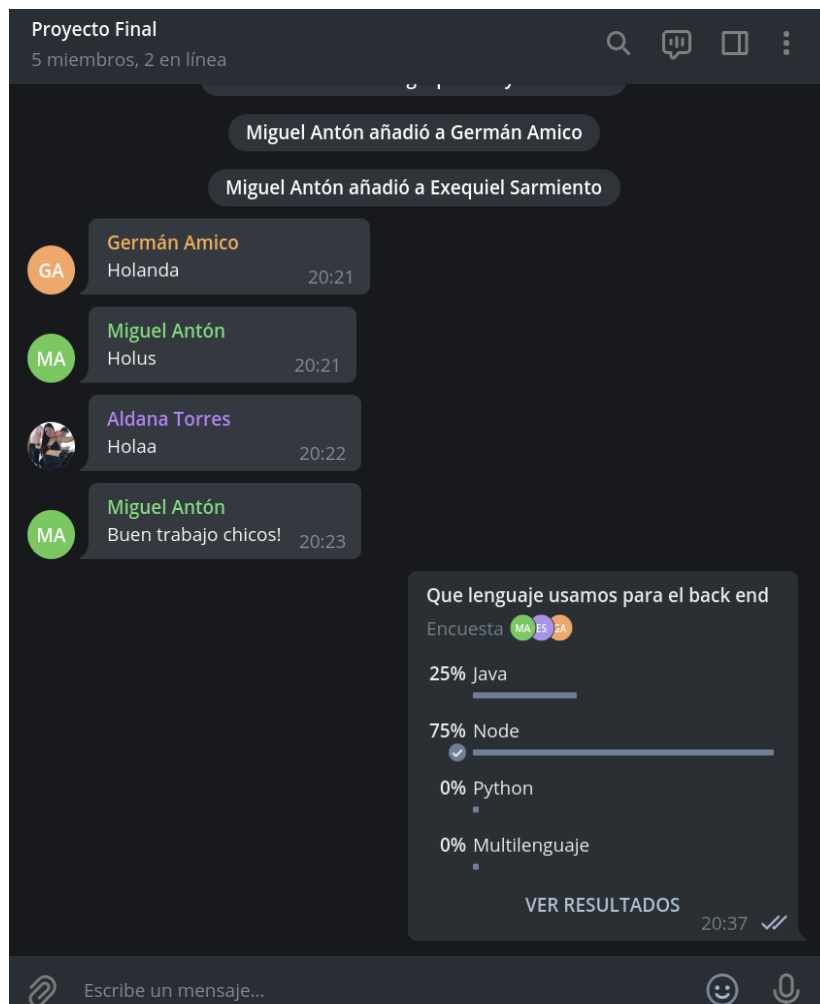 Proyecto Final
5 miembros, 2 en línea
Miguel Antón añadió a Germán Amico
Miguel Antón añadió a Exequiel Sarmiento
Germán Amico
GA
Holanda
20:21
Miguel Antón
MA
Holus
20:21
Aldana Torres
Holaa
20:22
Miguel Antón
MA
Buen trabajo chicos!
20:23
Que lenguaje usamos para el back end
Encuesta MA ES GA
25% Java
75% Node
0% Python
0% Multilenguaje
VER RESULTADOS
20:37
Escribe un mensaje...